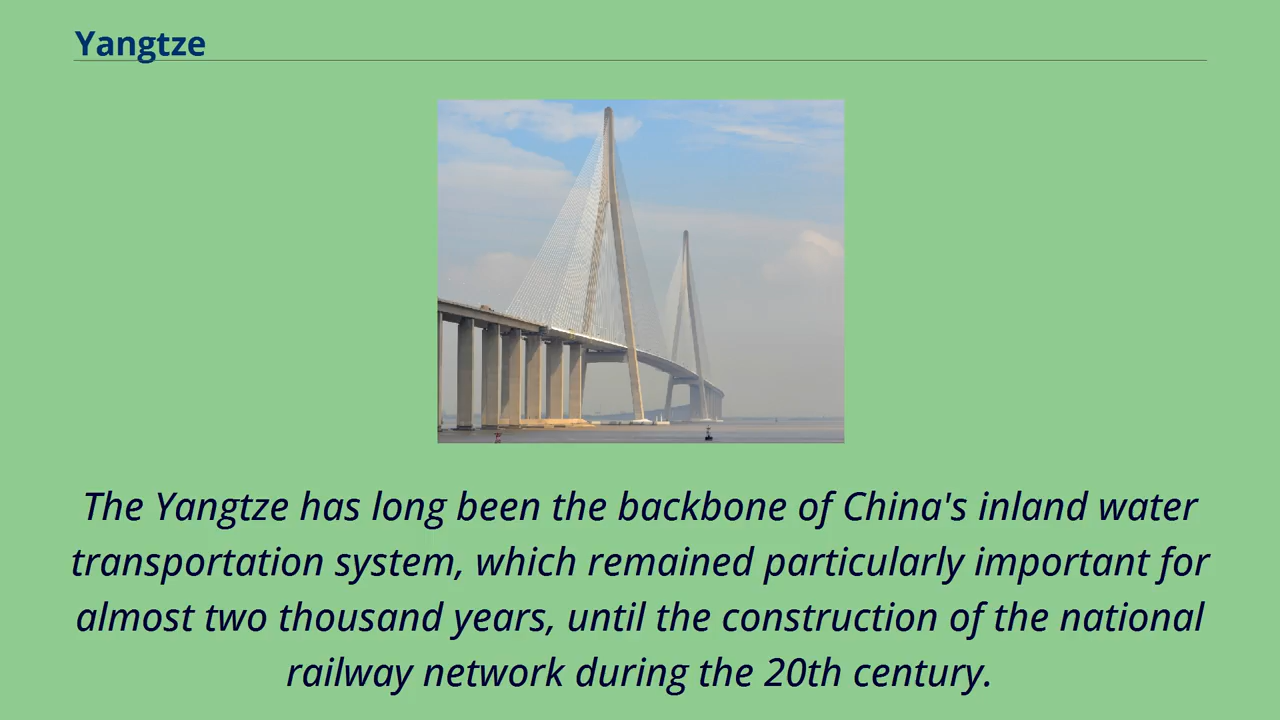 Yangtze
The Yangtze has long been the backbone of China's inland water
transportation system, which remained particularly important for
almost two thousand years, until the construction of the national
railway network during the 20th century.